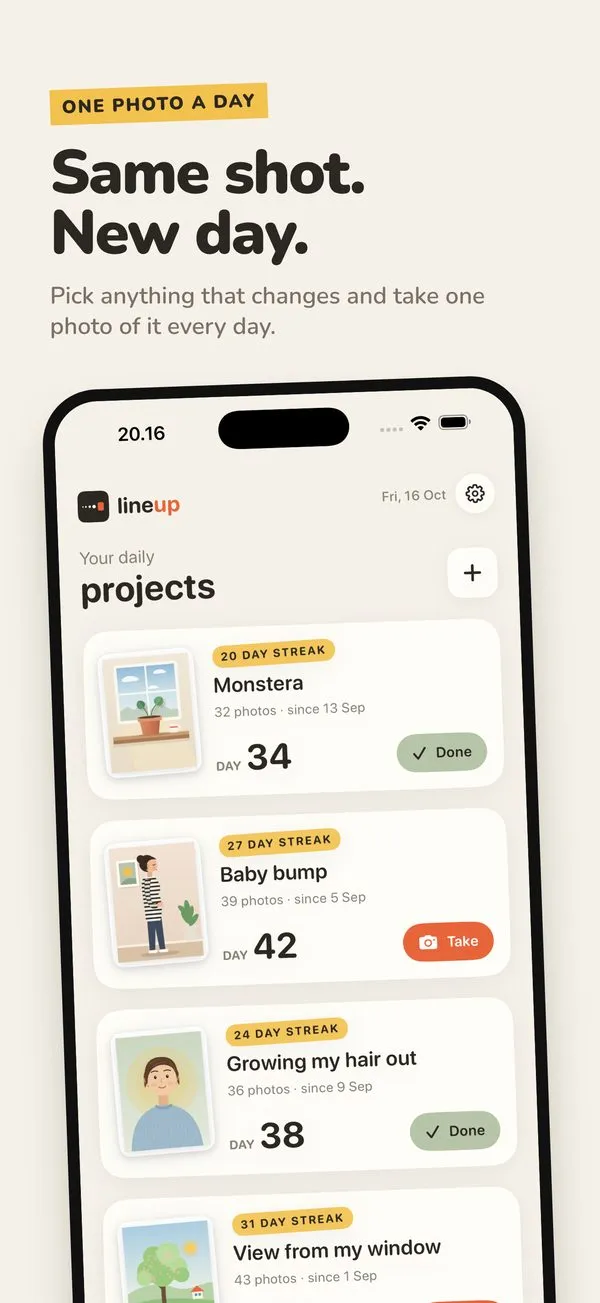 ONE PHOTO A DAY
Same shot.
New day.
Pick anything that changes and take one
photo of it every day.
20.16
lineup
Fri, 16 Oct
Your daily
projects
20 DAY STREAK
Monstera
32 photos · since 13 Sep
DAY 34
Done
27 DAY STREAK
Baby bump
39 photos · since 5 Sep
DAY 42
Take
24 DAY STREAK
Growing my hair out
36 photos · since 9 Sep
DAY 38
Done
31 DAY STREAK
View from my window
43 photos · since 1 Sep